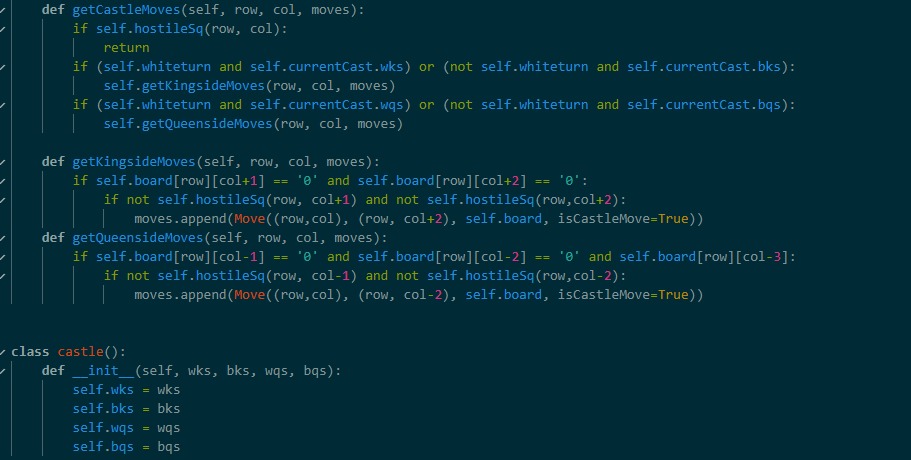 def getCastleMoves(self, row, col, moves):
if self.hostileSq(row, col):
return
if (self.whiteturn and self.currentCast.wks) or (not self.whiteturn and self.currentCast.bks):
self.getKingsideMoves(row, col, moves)
if (self.whiteturn and self.currentCast.wqs) or (not self.whiteturn and self.currentCast.bqs):
self.getQueensideMoves(row, col, moves)
def getKingsideMoves(self, row, col, moves):
if self.board[row][col+1] == '0' and self.board[row][col+2] == '0':
if not self.hostileSq(row, col+1) and not self.hostileSq(row,col+2):
moves.append(Move((row,col), (row, col+2), self.board, isCastleMove=True))
def getQueensideMoves(self, row, col, moves):
if self.board[row][col-1] == '0' and self.board[row][col-2] == '0' and self.board[row][col-3]:
if not self.hostileSq(row, col-1) and not self.hostileSq(row,col-2):
moves.append(Move((row,col), (row, col-2), self.board, isCastleMove=True))
class castle():
def __init__(self, wks, bks, wqs, bqs):
self.wks = wks
self.bks = bks
self.wqs = wqs
self.bqs = bqs